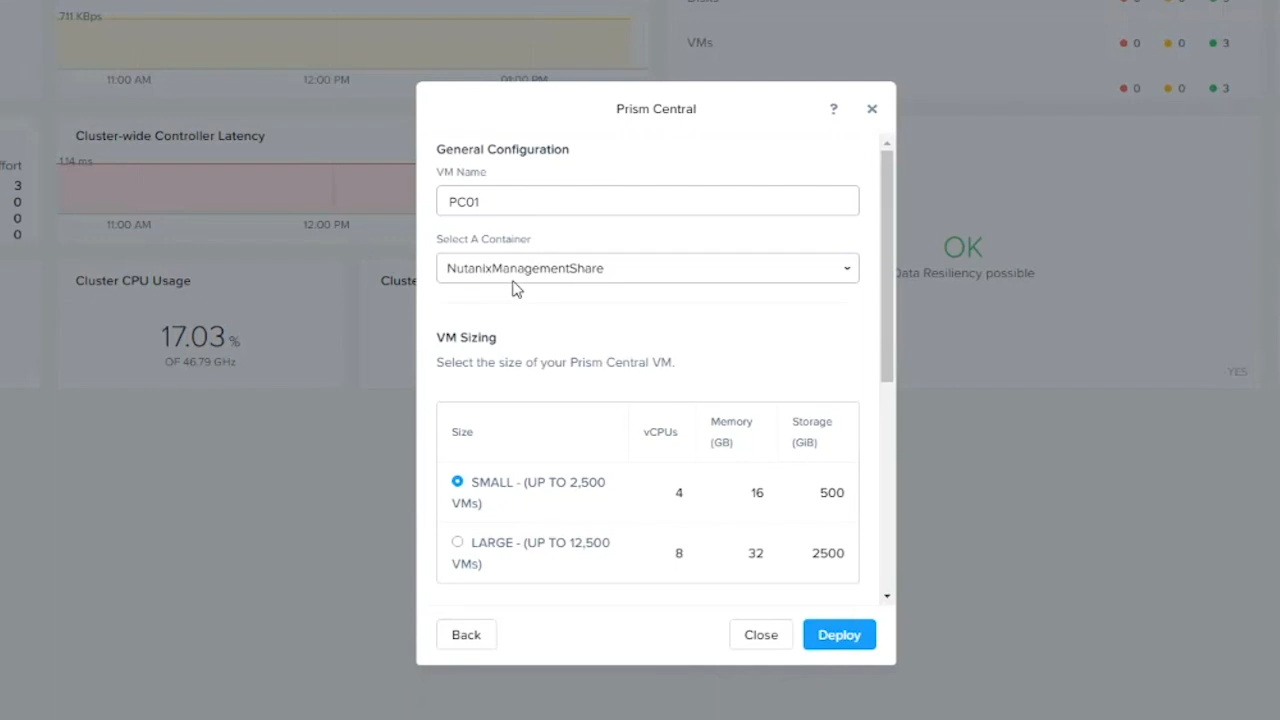 711 KBps
11:00 AM
12:00 PM
01:00 PM
Disks
0
VMs
0 0 3
0 0 3
Cluster-wide Controller Latency
1.14 ms
11:00 AM
12:00 PM
ffort
3
0
0
0
Cluster CPU Usage
17.03 %
OF 46.79 GHz
Cluste
OK
Data Resiliency possible
YES
Prism Central
?
General Configuration
VM Name
PC01
Select A Container
NutanixManagementShare
VM Sizing
Select the size of your Prism Central VM.
Size
vCPUs
Memory
(GB)
Storage
(GiB)
SMALL - (UP TO 2,500
VMs)
4
16
500
LARGE - (UP TO 12,500
VMs)
8
32
2500
Back
Close
Deploy